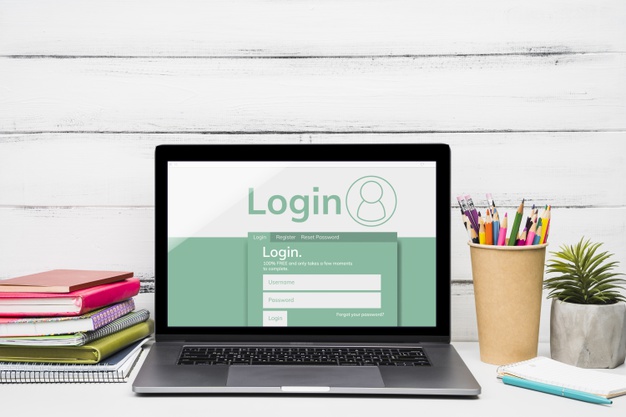 Login
Login Register Reset Password
Login.
100% FREE and only takes a few moments
to complete.
Username
Password
Login Forgot your password?